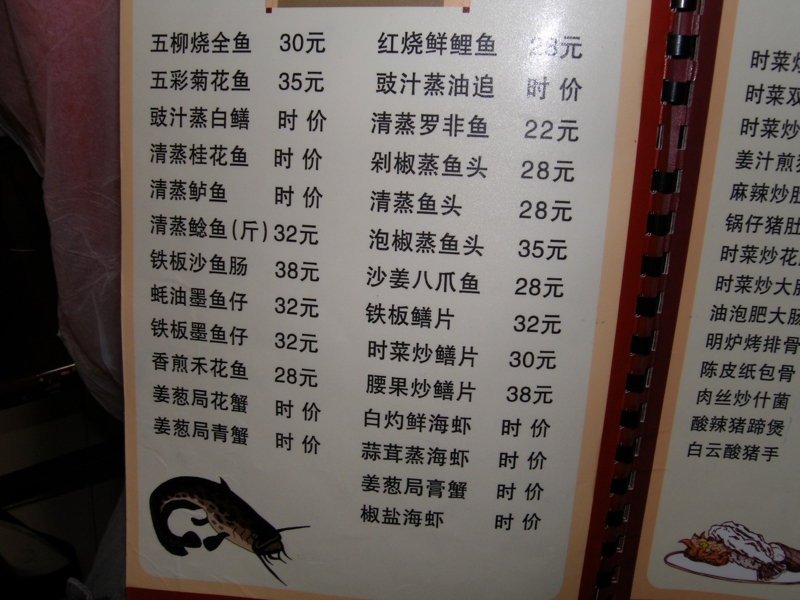 五柳烧全鱼 30元
五彩菊花鱼 35元
豉汁蒸白鳝 时价
清蒸桂花鱼 时价
清蒸鲈鱼 时价
清蒸鲶鱼(斤) 32元
铁板沙鱼肠 38元
蚝油墨鱼仔 32元
铁板墨鱼仔 32元
香煎禾花鱼 28元
姜葱局花蟹 时价
姜葱局青蟹 时价
红烧鲜鲤鱼 28元
豉汁蒸油追 时价
清蒸罗非鱼 22元
剁椒蒸鱼头 28元
清蒸鱼头 28元
泡椒蒸鱼头 35元
沙姜八爪鱼 28元
铁板鳝片 32元
时菜炒鳝片 30元
腰果炒鳝片 38元
白灼鲜海虾 时价
蒜茸蒸海虾 时价
姜葱局膏蟹 时价
椒盐海虾 时价
时菜
时菜双
时菜炒
姜汁煎
麻辣炒肚
锅仔猪肚
时菜炒花
时菜炒大肠
油泡肥大肠
明炉烤排骨
陈皮纸包骨
肉丝炒什菌
酸辣猪蹄煲
白云酸猪手